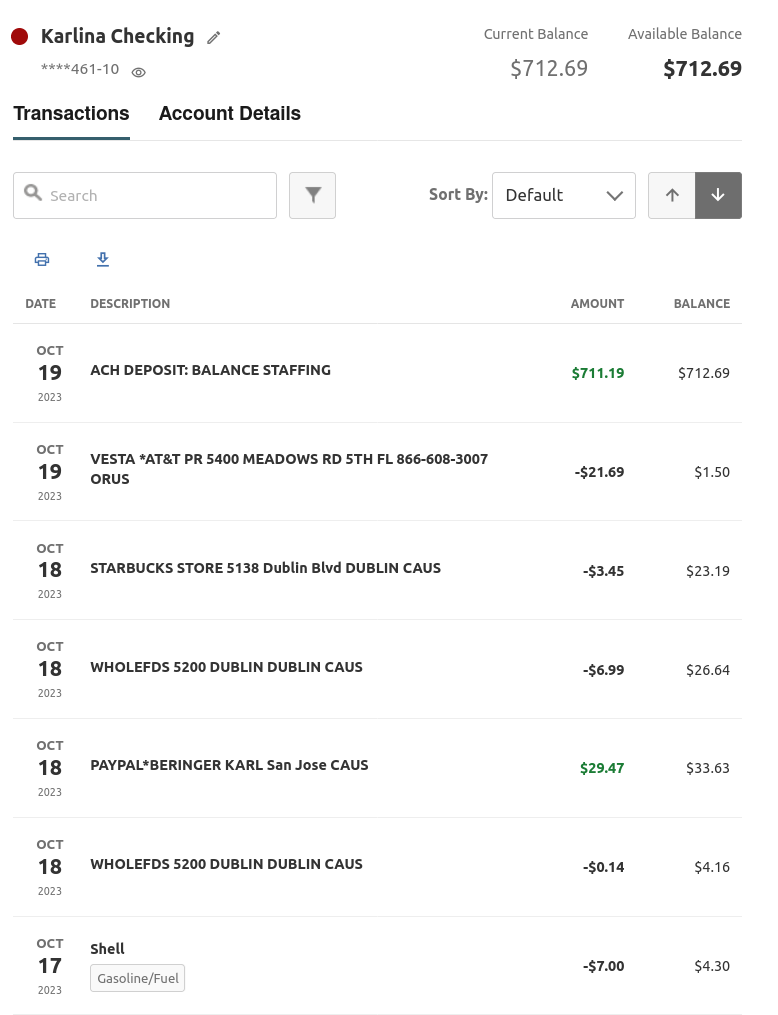 Karlina Checking
****461-10
Current Balance
$712.69
Available Balance
$712.69
Transactions
Account Details
Search
Sort By:
Default
DATE DESCRIPTION AMOUNT BALANCE
OCT
19
2023
ACH DEPOSIT: BALANCE STAFFING
$711.19
$712.69
OCT
19
2023
VESTA *AT&T PR 5400 MEADOWS RD 5TH FL 866-608-3007
ORUS
-$21.69
$1.50
OCT
18
2023
STARBUCKS STORE 5138 Dublin Blvd DUBLIN CAUS
-$3.45
$23.19
OCT
18
2023
WHOLEFDS 5200 DUBLIN DUBLIN CAUS
-$6.99
$26.64
OCT
18
2023
PAYPAL*BERINGER KARL San Jose CAUS
$29.47
$33.63
OCT
18
2023
WHOLEFDS 5200 DUBLIN DUBLIN CAUS
-$0.14
$4.16
OCT
17
2023
Shell
Gasoline/Fuel
-$7.00
$4.30